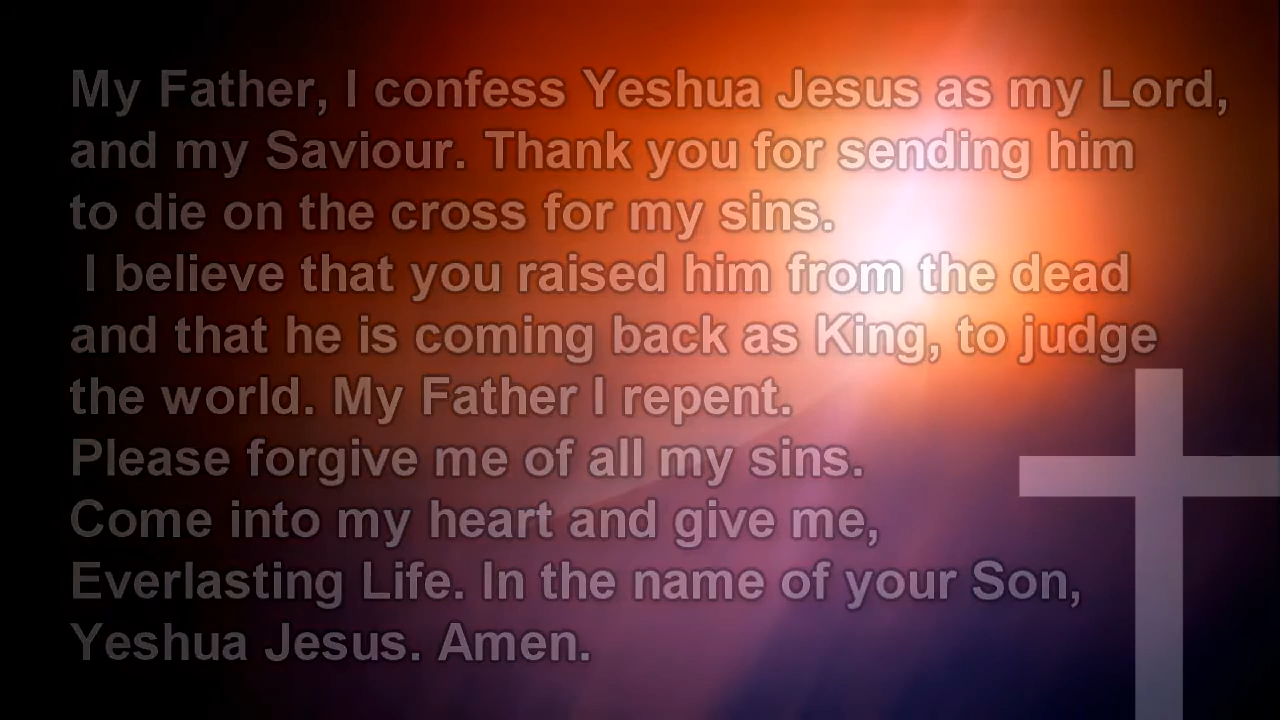 My Father, I confess Yeshua Jesus as my Lord,
and my Saviour. Thank you for sending him
to die on the cross for my sins.
I believe that you raised him from the dead
and that he is coming back as King, to judge
the world. My Father I repent.
Please forgive me of all my sins.
Come into my heart and give me,
Everlasting Life. In the name of your Son,
Yeshua Jesus. Amen.